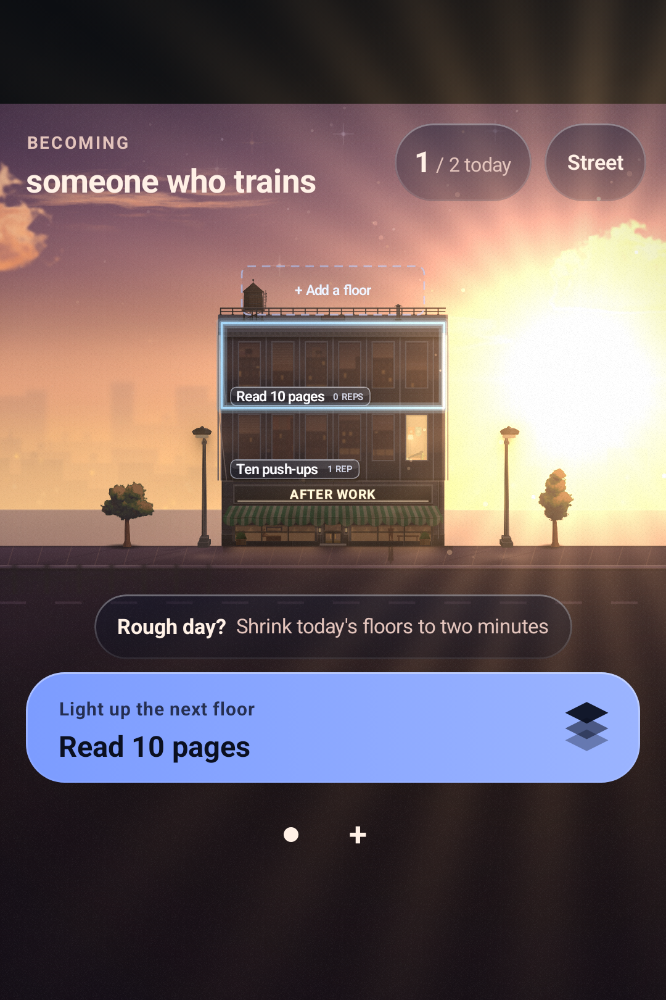 BECOMING
someone who trains
1 / 2 today
Street
+ Add a floor
Read 10 pages 0 REPS
Ten push-ups 1 REP
AFTER WORK
Rough day? Shrink today's floors to two minutes
Light up the next floor
Read 10 pages
+